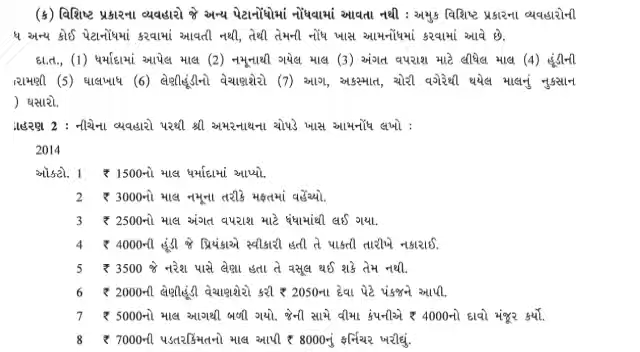 (ક) વિશિષ્ટ પ્રકારના વ્યવહારો જે અન્ય પેટાનોંધોમાં નોંધવામાં આવતા નથી : અમુક વિશિષ્ટ પ્રકારના વ્યવહારોની
ધ અન્ય કોઈ પેટાનોંધમાં કરવામાં આવતી નથી, તેથી તેમની નોંધ ખાસ આમનોંધમાં કરવામાં આવે છે.
દા.ત., (1) ધર્માદામાં આપેલ માલ (2) નમૂનાથી ગયેલ માલ (3) અંગત વપરાશ માટે લીધેલ માલ (4) હૂંડીની
રામણી (5) ઘાલખાધ (6) લેણીહૂંડીનો વેચાણશેરો (7) આગ, અકસ્માત, ચોરી વગેરેથી થયેલ માલનું નુક્સાન
) ઘસારો.
ાહરણ 2 : નીચેના વ્યવહારો પરથી શ્રી અમરનાથના ચોપડે ખાસ આમનોંધ લખો :
2014
ઑક્ટો. 1 ₹ 1500નો માલ ધર્માદામાં આપ્યો.
2 ₹ 3000નો માલ નમૂના તરીકે મફતમાં વહેંચ્યો.
3 ₹ 2500નો માલ અંગત વપરાશ માટે ધંધામાંથી લઈ ગયા.
4 ₹ 4000ની હૂંડી જે પ્રિયંકાએ સ્વીકારી હતી તે પાકતી તારીખે નકારાઈ.
5 ₹ 3500 જે નરેશ પાસે લેણા હતા તે વસૂલ થઈ શકે તેમ નથી.
6 ₹ 2000ની લેણીહૂંડી વેચાણશેરો કરી ₹ 2050ના દેવા પેટે પંકજને આપી.
7 ₹ 5000નો માલ આગથી બળી ગયો. જેની સામે વીમા કંપનીએ ₹ 4000નો દાવો મંજૂર કર્યો.
8 ₹ 7000ની પડતરકિંમતનો માલ આપી ₹ 8000નું ફર્નિચર ખરીદ્યું.